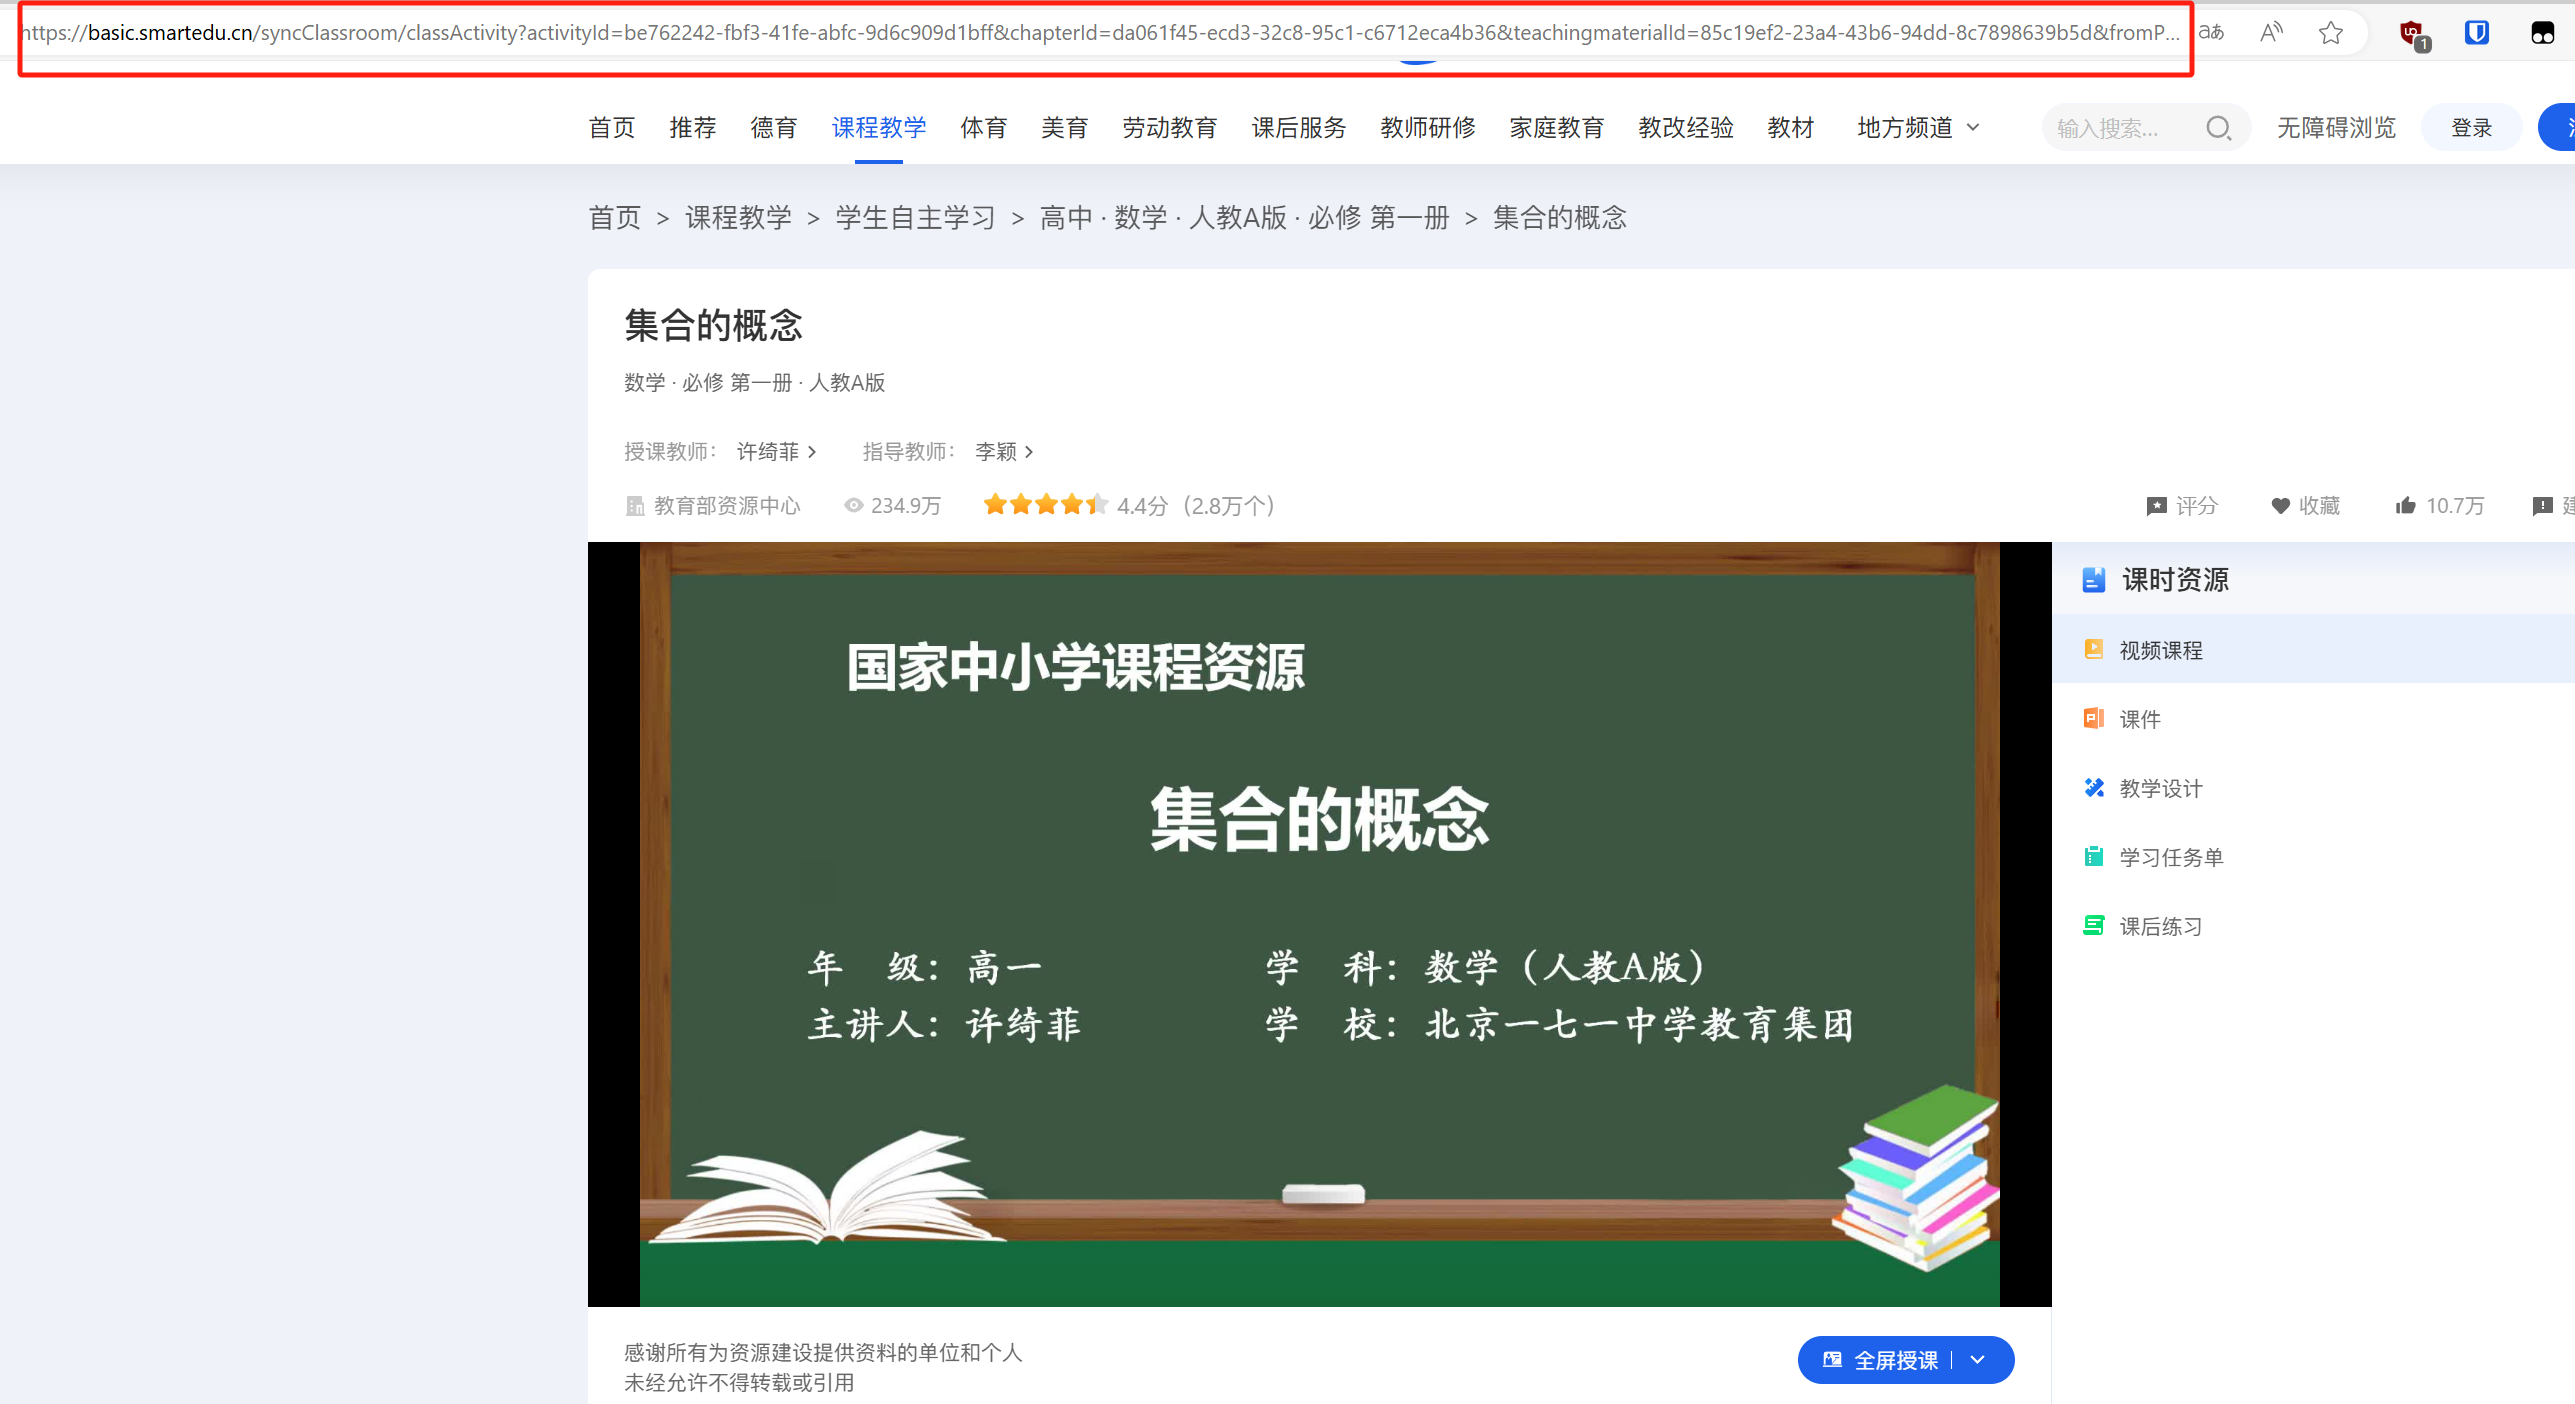 https://basic.smartedu.cn/syncClassroom/classActivity?activityId=be762242-fbf3-41fe-abfc-9d6c909d1bff&chapterId=da061f45-ecd3-32c8-95c1-c6712eca4b36&teachingmaterialId=85c19ef2-23a4-43b6-94dd-8c7898639b5d&fromP... aあ A 1
首页 推荐 德育 课程教学 体育 美育 劳动教育 课后服务 教师研修 家庭教育 教改经验 教材 地方频道 输入搜索... 无障碍浏览 登录
首页 > 课程教学 > 学生自主学习 > 高中 · 数学 · 人教A版 · 必修 第一册 > 集合的概念
集合的概念
数学 · 必修 第一册 · 人教A版
授课教师： 许绮菲 > 指导教师： 李颖 >
教育部资源中心 234.9万 4.4分（2.8万个） 评分 收藏 10.7万 建
国家中小学课程资源
集合的概念
年 级：高一 学 科：数学（人教A版）
主讲人：许绮菲 学 校：北京一七一中学教育集团
课时资源
视频课程
课件
教学设计
学习任务单
课后练习
感谢所有为资源建设提供资料的单位和个人
未经允许不得转载或引用
全屏授课